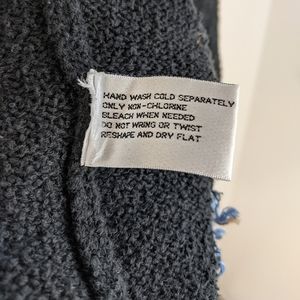 HAND WASH COLD SEPARATELY
ONLY NON-CHLORINE
BLEACH WHEN NEEDED
DO NOT WRING OR TWIST
RESHAPE AND DRY FLAT